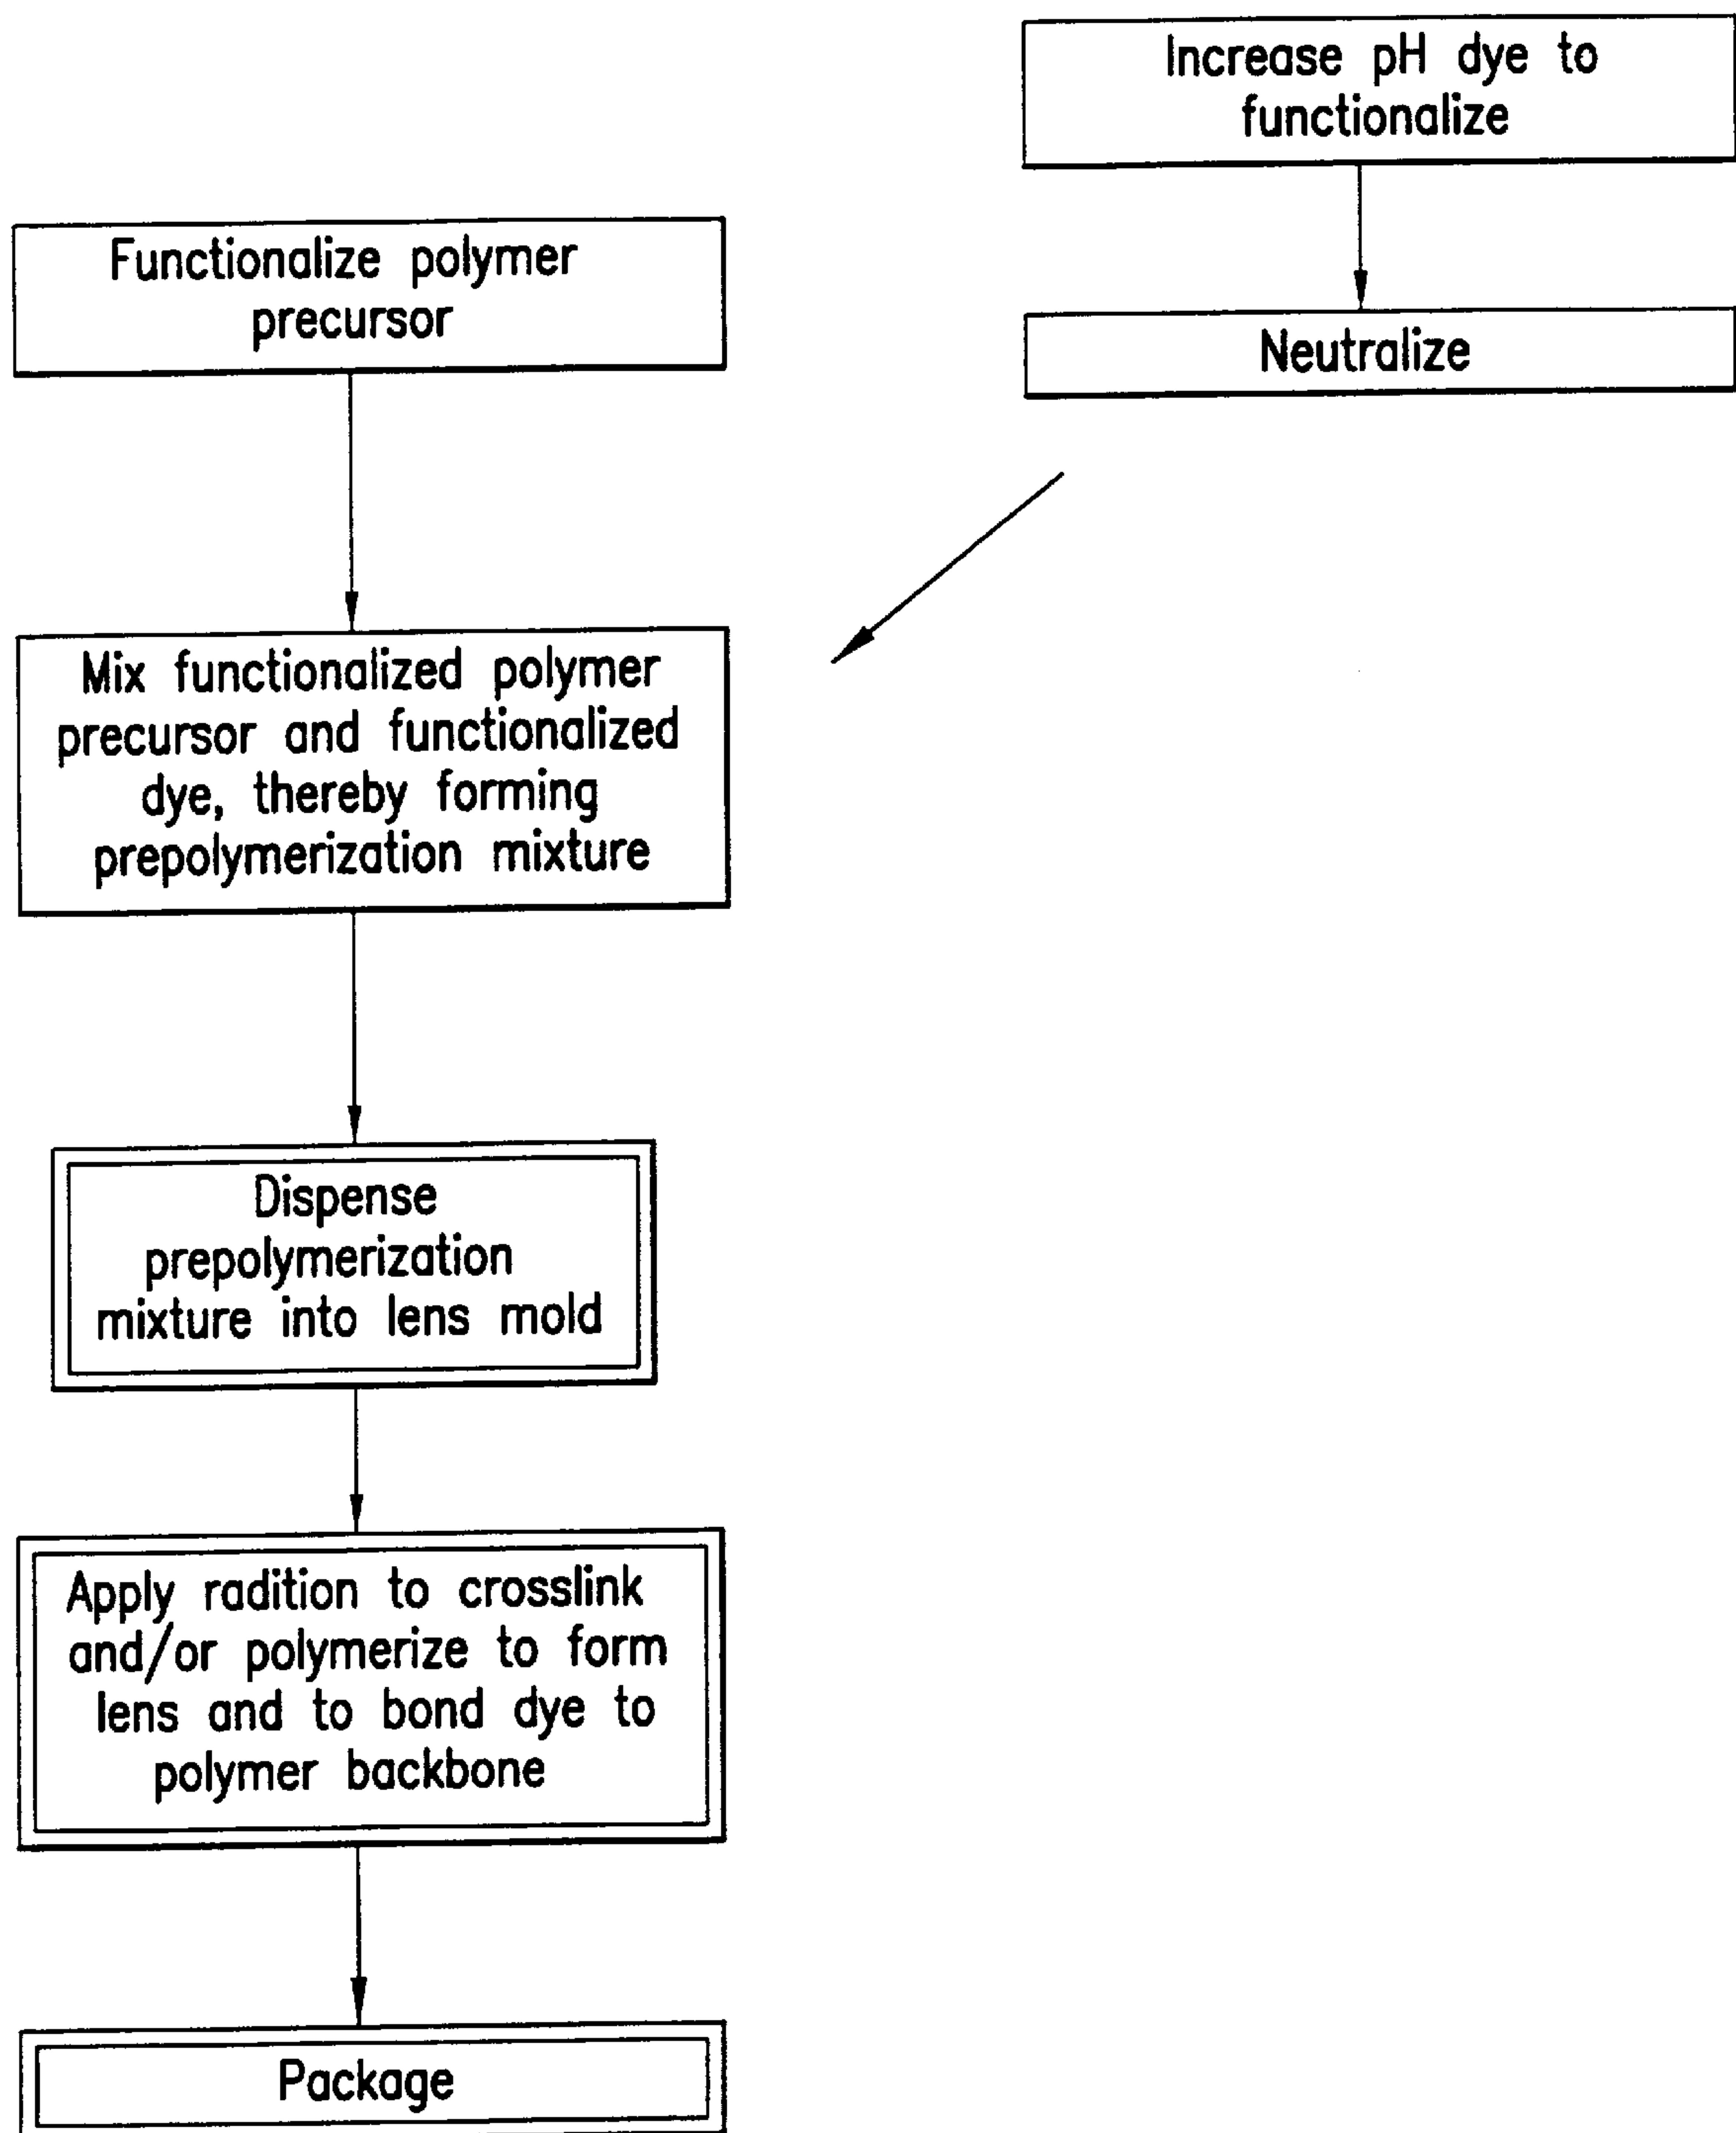 Increase pH dye to
functionalize
Functionalize polymer
precursor
Neutralize
Mix functionalized polymer
precursor and functionalized
dye, thereby forming
prepolymerization mixture
Dispense
prepolymerization
mixture into lens mold
Apply radition to crosslink
and/or polymerize to form
lens and to bond dye to
polymer backbone
Package